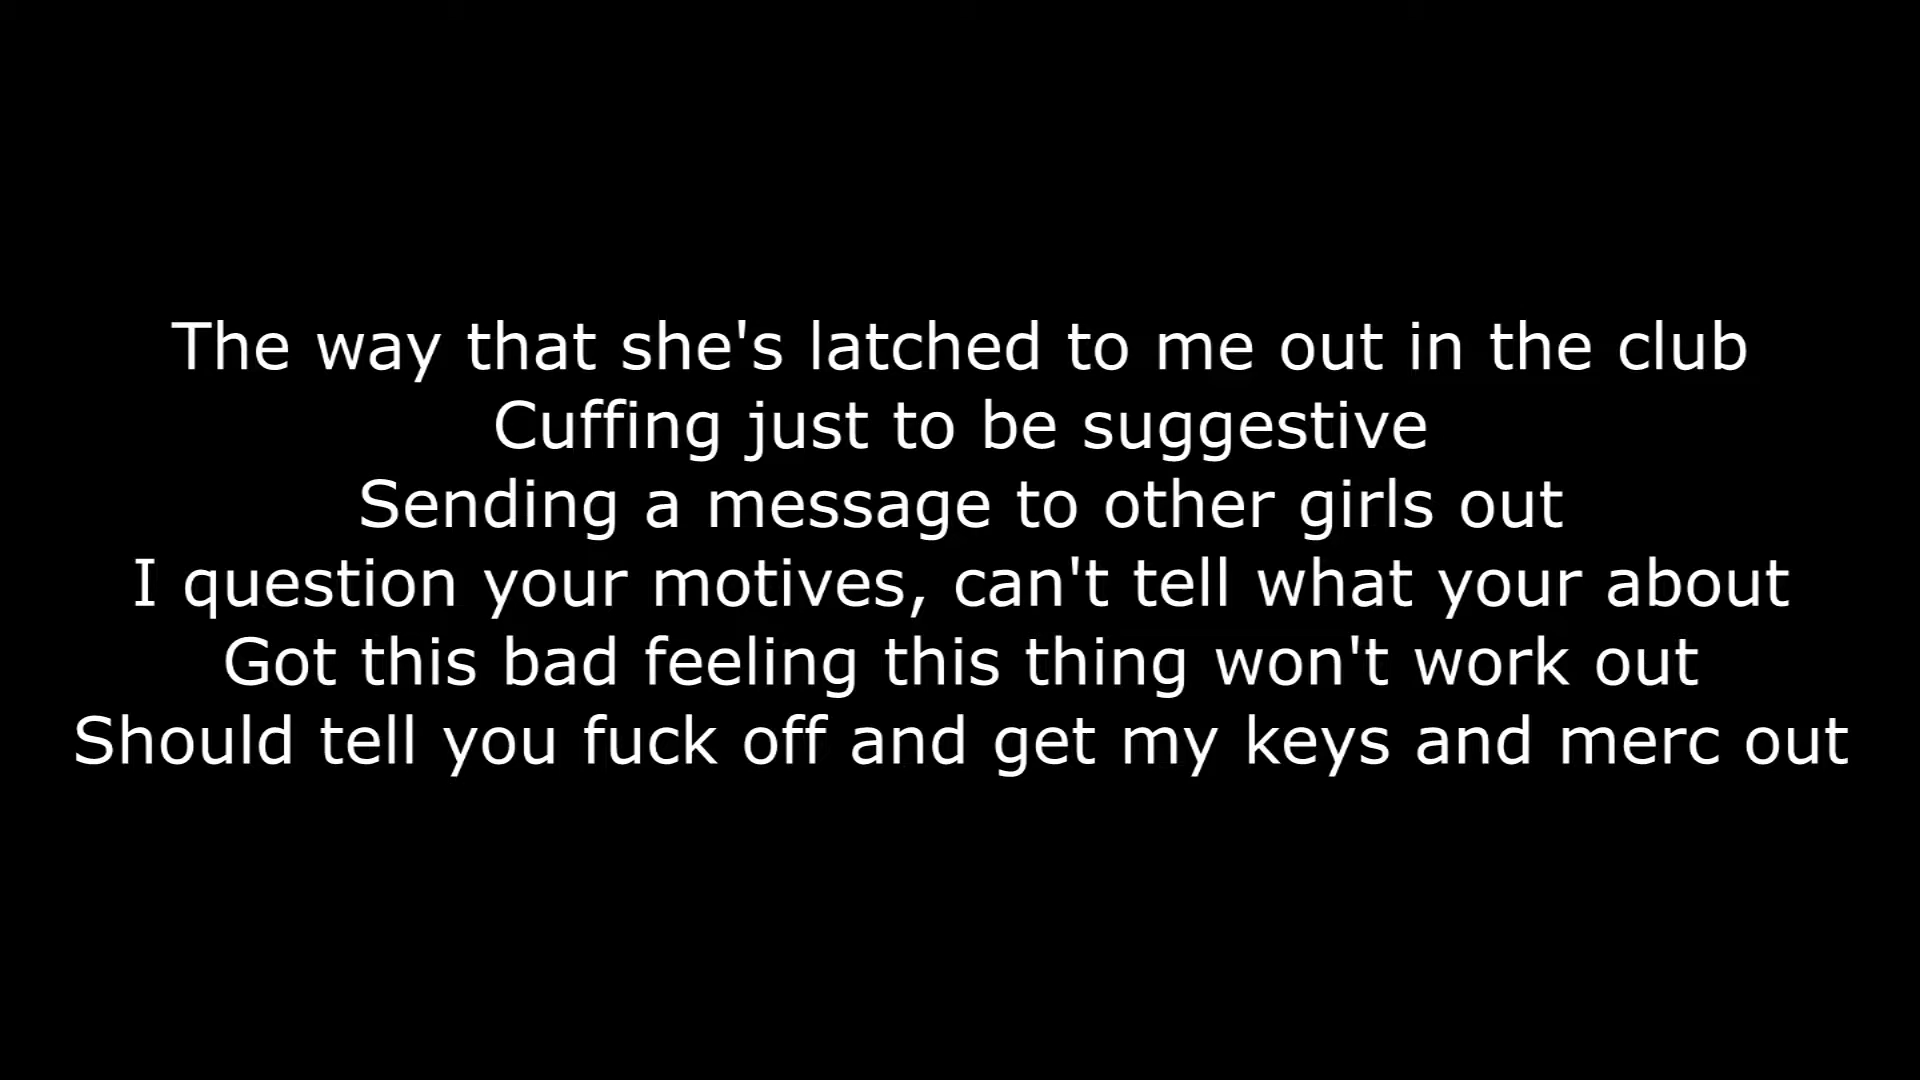 The way that she's latched to me out in the club
Cuffing just to be suggestive
Sending a message to other girls out
I question your motives, can't tell what your about
Got this bad feeling this thing won't work out
Should tell you fuck off and get my keys and merc out